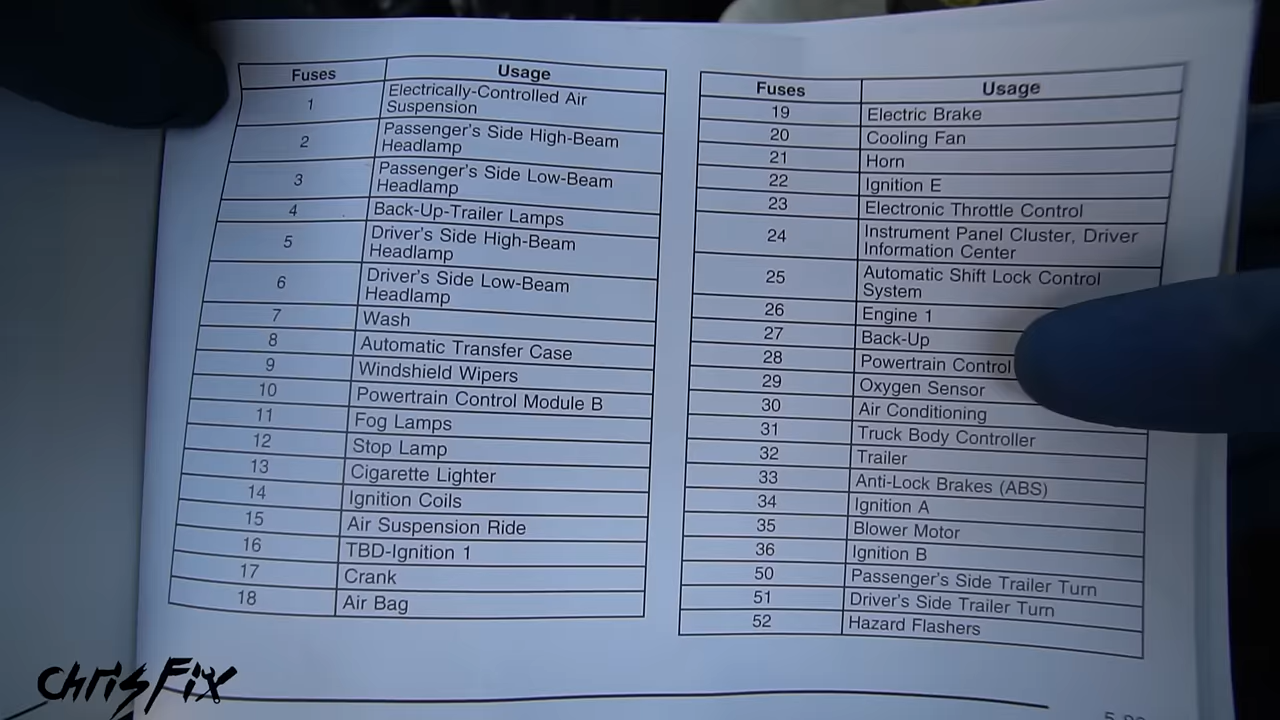 Fuses Usage
1 Electrically-Controlled Air
Suspension
2 Passenger's Side High-Beam
Headlamp
3 Passenger's Side Low-Beam
Headlamp
4 Back-Up-Trailer Lamps
5 Driver's Side High-Beam
Headlamp
6 Driver's Side Low-Beam
Headlamp
7 Wash
8 Automatic Transfer Case
9 Windshield Wipers
10 Powertrain Control Module B
11 Fog Lamps
12 Stop Lamp
13 Cigarette Lighter
14 Ignition Coils
15 Air Suspension Ride
16 TBD-Ignition 1
17 Crank
18 Air Bag
Fuses Usage
19 Electric Brake
20 Cooling Fan
21 Horn
22 Ignition E
23 Electronic Throttle Control
24 Instrument Panel Cluster, Driver
Information Center
25 Automatic Shift Lock Control
System
26 Engine 1
27 Back-Up
28 Powertrain Control
29 Oxygen Sensor
30 Air Conditioning
31 Truck Body Controller
32 Trailer
33 Anti-Lock Brakes (ABS)
34 Ignition A
35 Blower Motor
36 Ignition B
50 Passenger's Side Trailer Turn
51 Driver's Side Trailer Turn
52 Hazard Flashers
ChrisFix